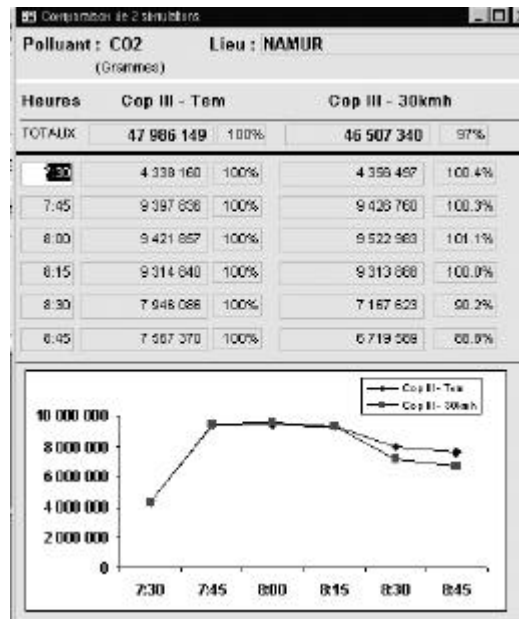 Comparaison de 2 simulations
Polluant : CO2 Lieu : NAMUR
(Grammes)
Heures Cop III - Tem Cop III - 30kmh
TOTAUX 47 986 149 100% 46 507 340 97%
7:30 4 338 160 100% 4 356 497 100.4%
7:45 9 397 836 100% 9 426 760 100.3%
8:00 9 421 857 100% 9 522 983 101.1%
8:15 9 314 840 100% 9 313 888 100.0%
8:30 7 946 086 100% 7 167 623 90.2%
8:45 7 567 370 100% 6 719 589 88.8%
Cop III - Tem
Cop III - 30kmh
10 000 000
8 000 000
6 000 000
4 000 000
2 000 000
0
7:30 7:45 8:00 8:15 8:30 8:45